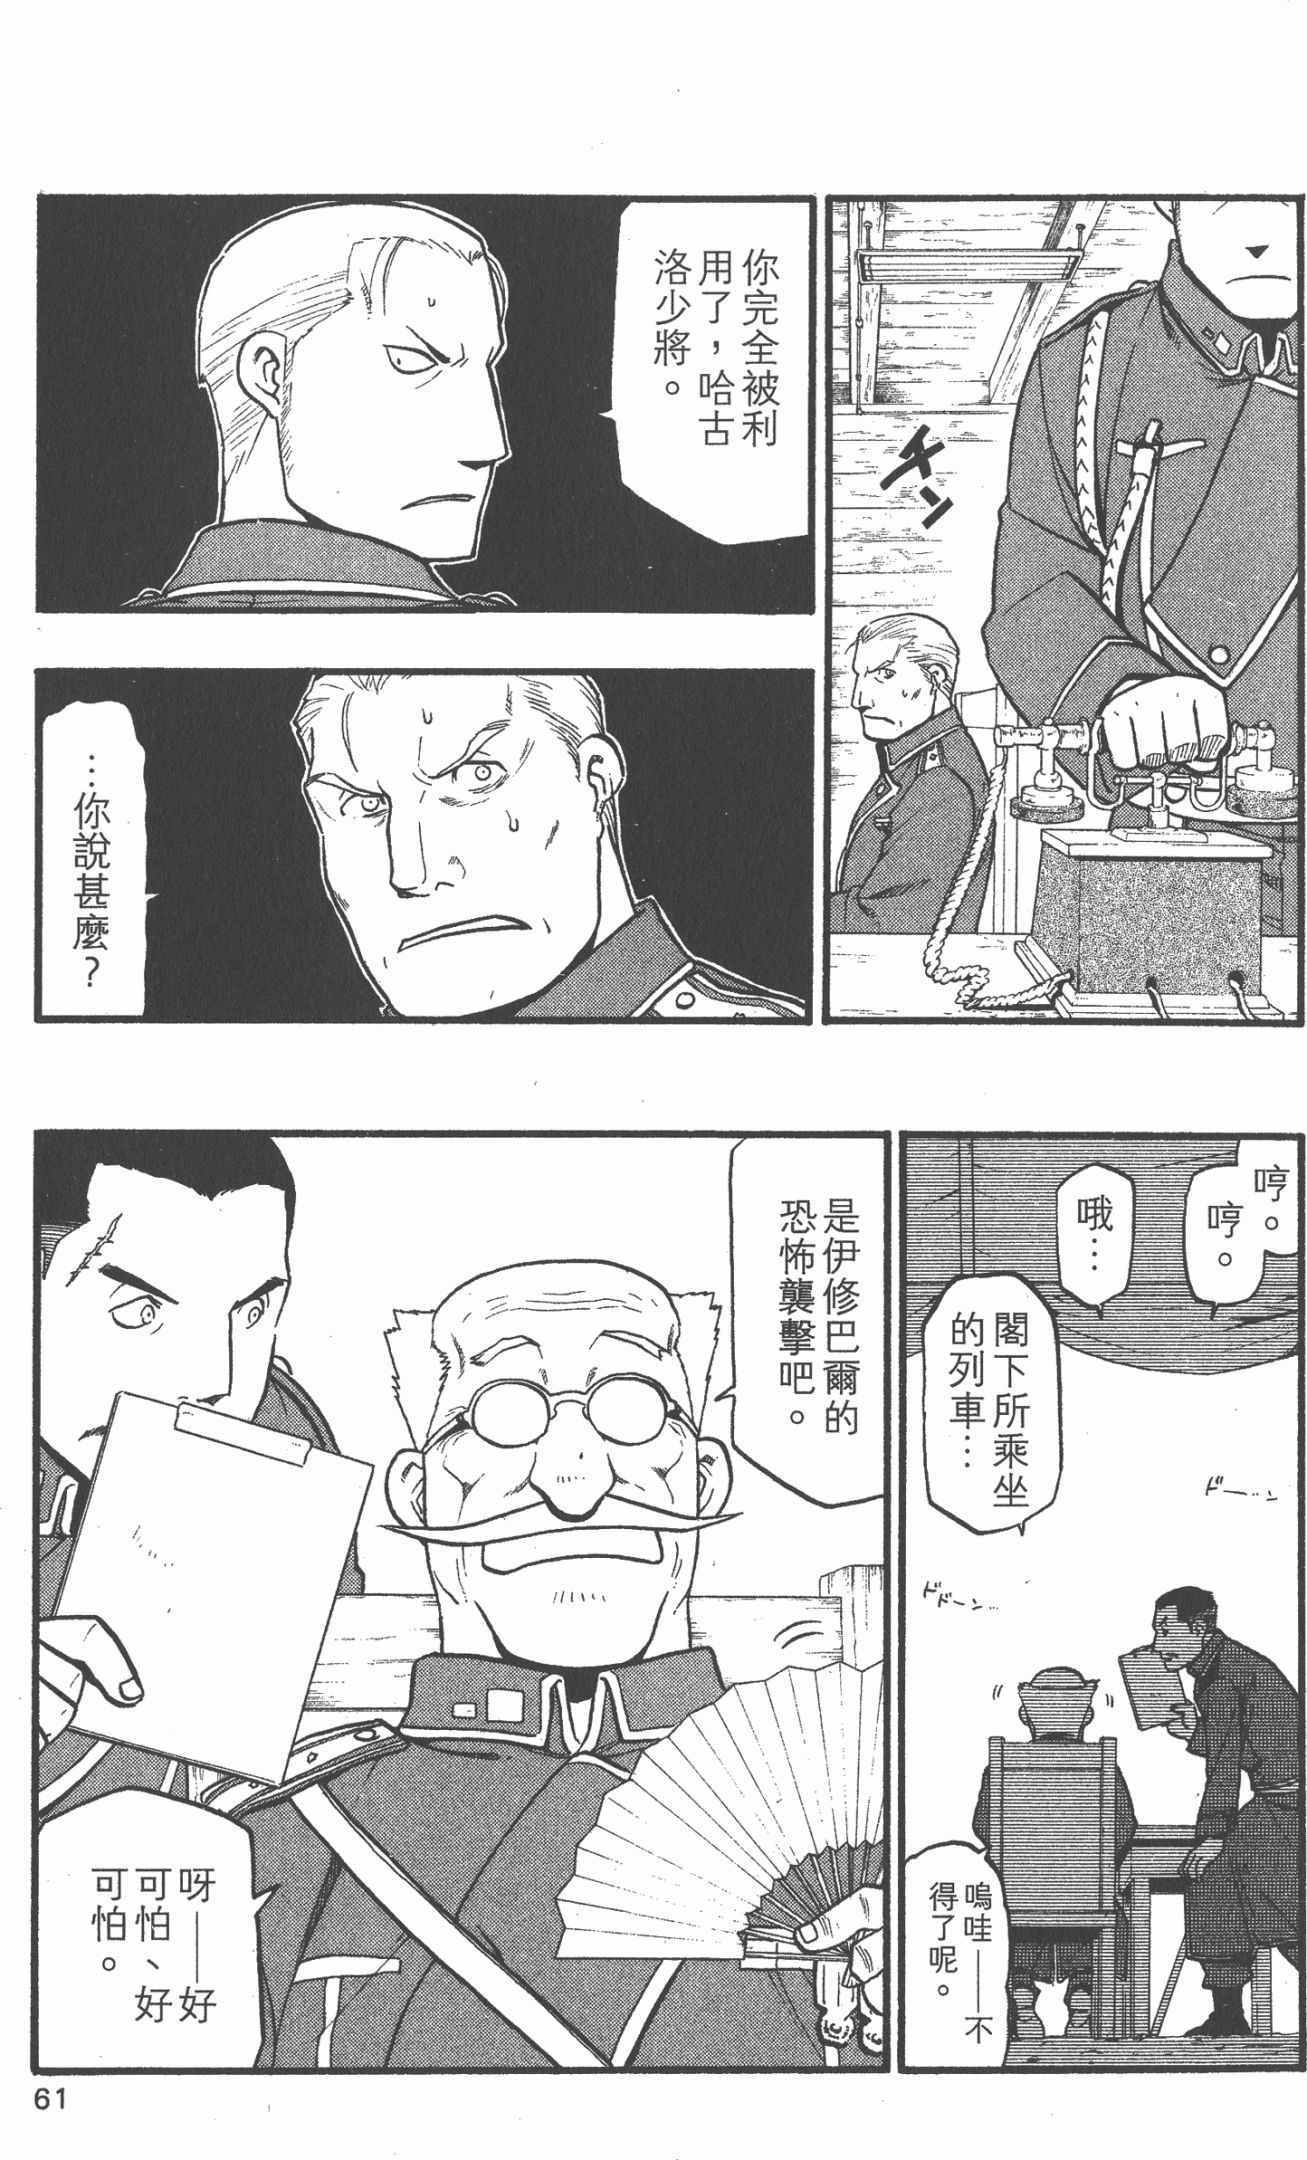 ガン
你完全被利
用了，哈古
洛少將。
…你說甚麼？
哼。
哼。
哦…
閣下所乘坐
的列車…
ドーーン
ドドーン…
嗚哇——不
得了呢。
是伊修巴爾的
恐怖襲擊吧。
呀——好
可怕、好
可怕。
61